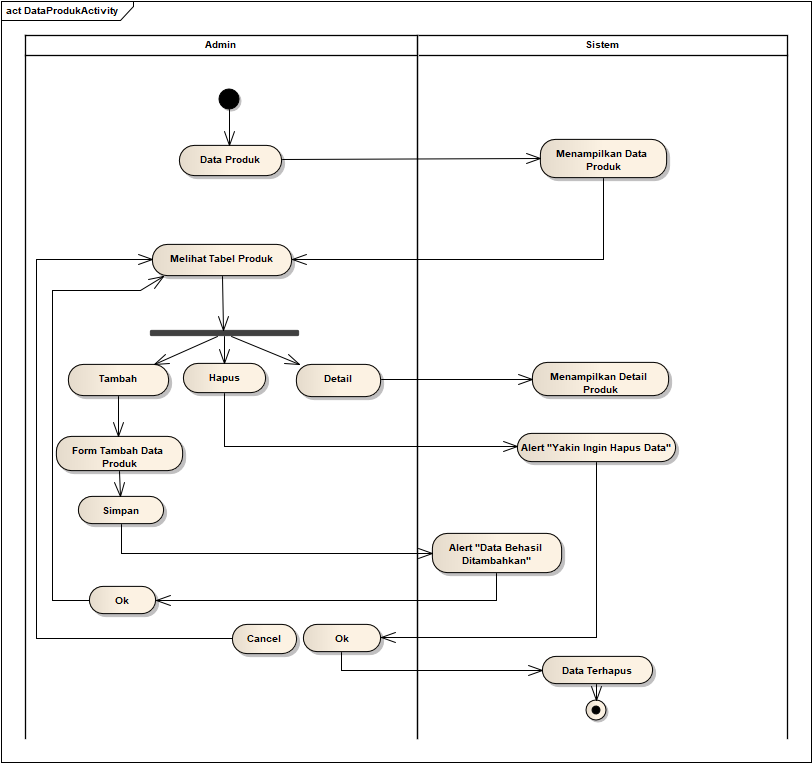 act DataProdukActivity
Admin
Sistem
Data Produk
Menampilkan Data
Produk
Melihat Tabel Produk
Tambah
Hapus
Detail
Menampilkan Detail
Produk
Form Tambah Data
Produk
Alert "Yakin Ingin Hapus Data"
Simpan
Alert "Data Behasil
Ditambahkan"
Ok
Cancel
Ok
Data Terhapus